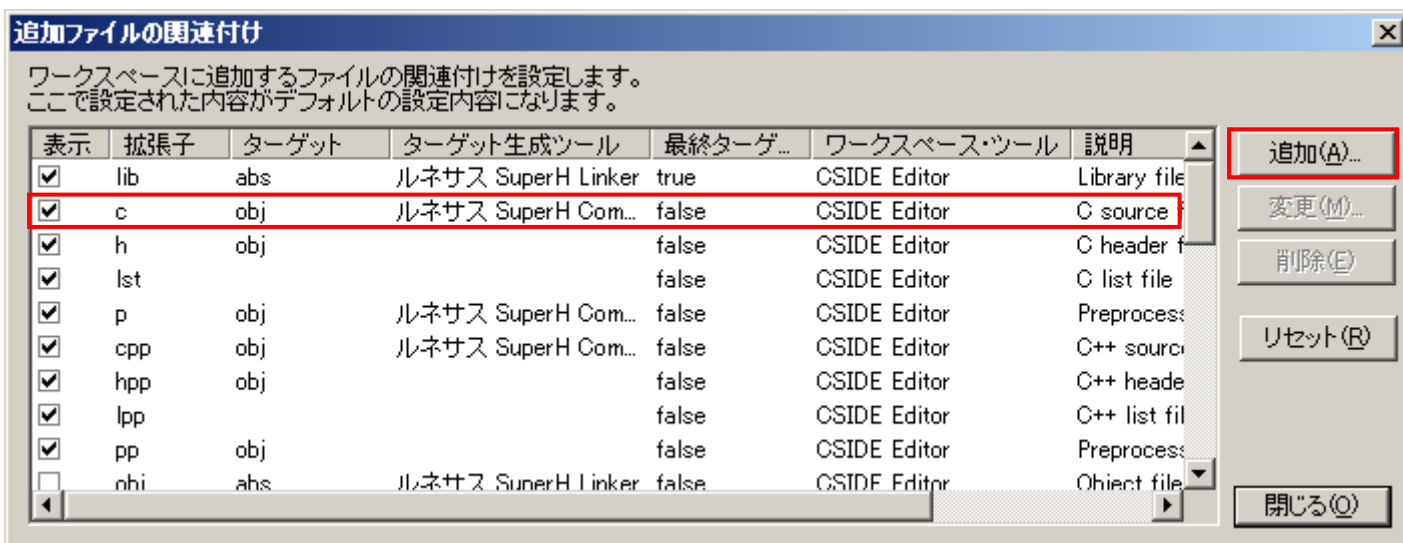 追加ファイルの関連付け
ワークスペースに追加するファイルの関連付けを設定します。
ここで設定された内容がデフォルトの設定内容になります。
表示 拡張子 ターゲット ターゲット生成ツール 最終ターゲ... ワークスペース・ツール 説明
lib abs ルネサス SuperH Linker true CSIDE Editor Library file
c obj ルネサス SuperH Com... false CSIDE Editor C source f
h obj false CSIDE Editor C header f
lst false CSIDE Editor C list file
p obj ルネサス SuperH Com... false CSIDE Editor Preprocess
cpp obj ルネサス SuperH Com... false CSIDE Editor C++ source
hpp obj false CSIDE Editor C++ heade
lpp false CSIDE Editor C++ list fil
pp obj false CSIDE Editor Preprocess
obj abs ルネサス SuperH Linker false CSIDE Editor Object file
追加(A)...
変更(M)...
削除(E)
リセット(R)
閉じる(O)